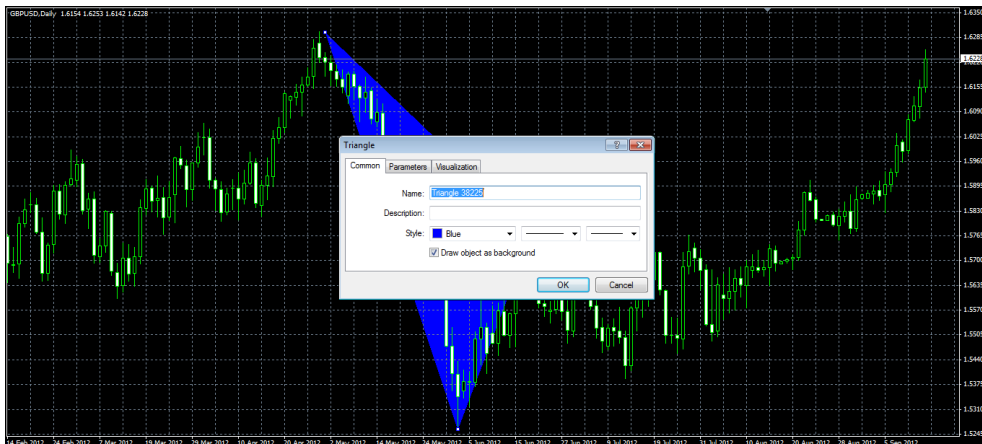 GBPUSD,Daily 1.6154 1.6253 1.6142 1.6228
1.6350
1.6285
1.6228
1.6155
1.6090
1.6025
1.5960
1.5895
1.5830
1.5765
1.5700
1.5635
1.5570
1.5505
1.5440
1.5375
1.5310
1.5245
Triangle
Common Parameters Visualization
Name: Triangle 38225
Description:
Style: Blue
Draw object as background
OK Cancel
14 Feb 2012 24 Feb 2012 7 Mar 2012 19 Mar 2012 29 Mar 2012 10 Apr 2012 20 Apr 2012 2 May 2012 14 May 2012 24 May 2012 5 Jun 2012 15 Jun 2012 27 Jun 2012 9 Jul 2012 19 Jul 2012 31 Jul 2012 10 Aug 2012 20 Aug 2012 28 Aug 2012 5 Sep 2012